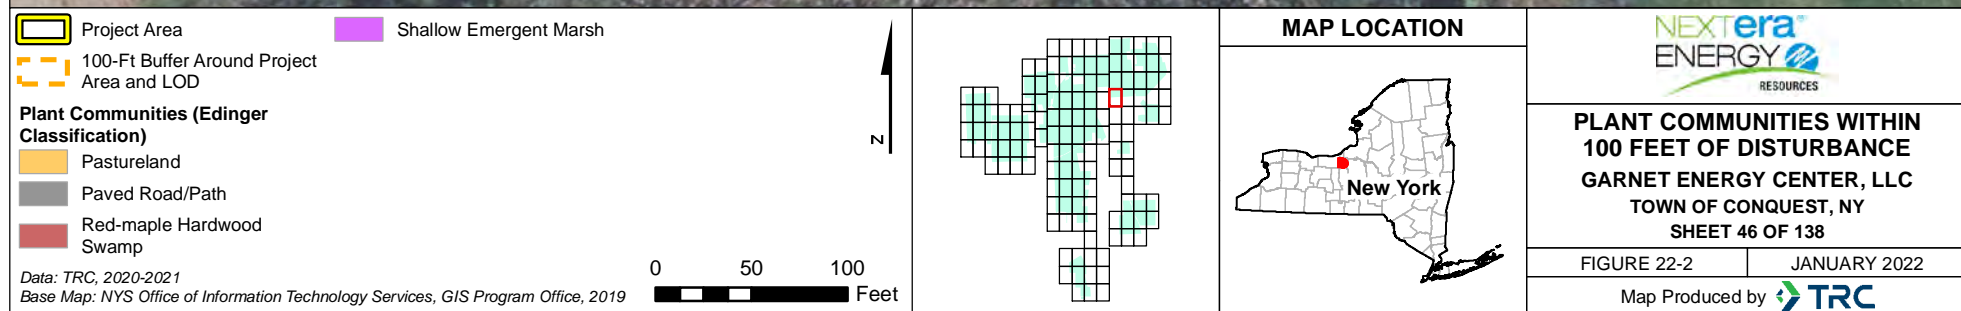 Project Area
Shallow Emergent Marsh
100-Ft Buffer Around Project
Area and LOD
Plant Communities (Edinger
Classification)
Pastureland
Paved Road/Path
Red-maple Hardwood
Swamp
Data: TRC, 2020-2021
Base Map: NYS Office of Information Technology Services, GIS Program Office, 2019
N
0 50 100
Feet
MAP LOCATION
New York
NEXTera
ENERGY
RESOURCES
PLANT COMMUNITIES WITHIN
100 FEET OF DISTURBANCE
GARNET ENERGY CENTER, LLC
TOWN OF CONQUEST, NY
SHEET 46 OF 138
FIGURE 22-2
JANUARY 2022
Map Produced by TRC